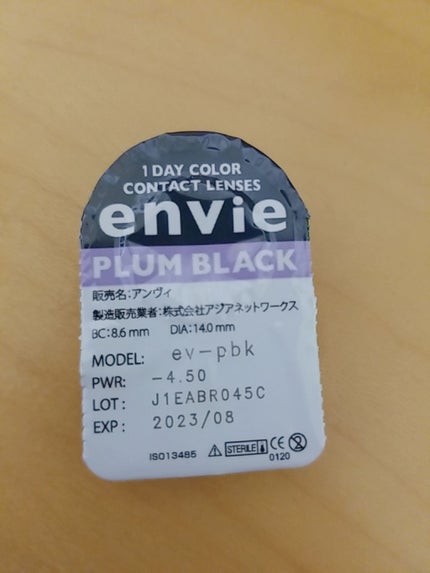 1 DAY COLOR
CONTACT LENSES
envie
PLUM BLACK
販売名:アンヴィ
製造販売業者:株式会社アジアネットワークス
BC:8.6 mm DIA:14.0 mm
MODEL: ev-pbk
PWR: -4.50
LOT: J1EABR045C
EXP: 2023/08
ISO13485 STERILE CE
0120